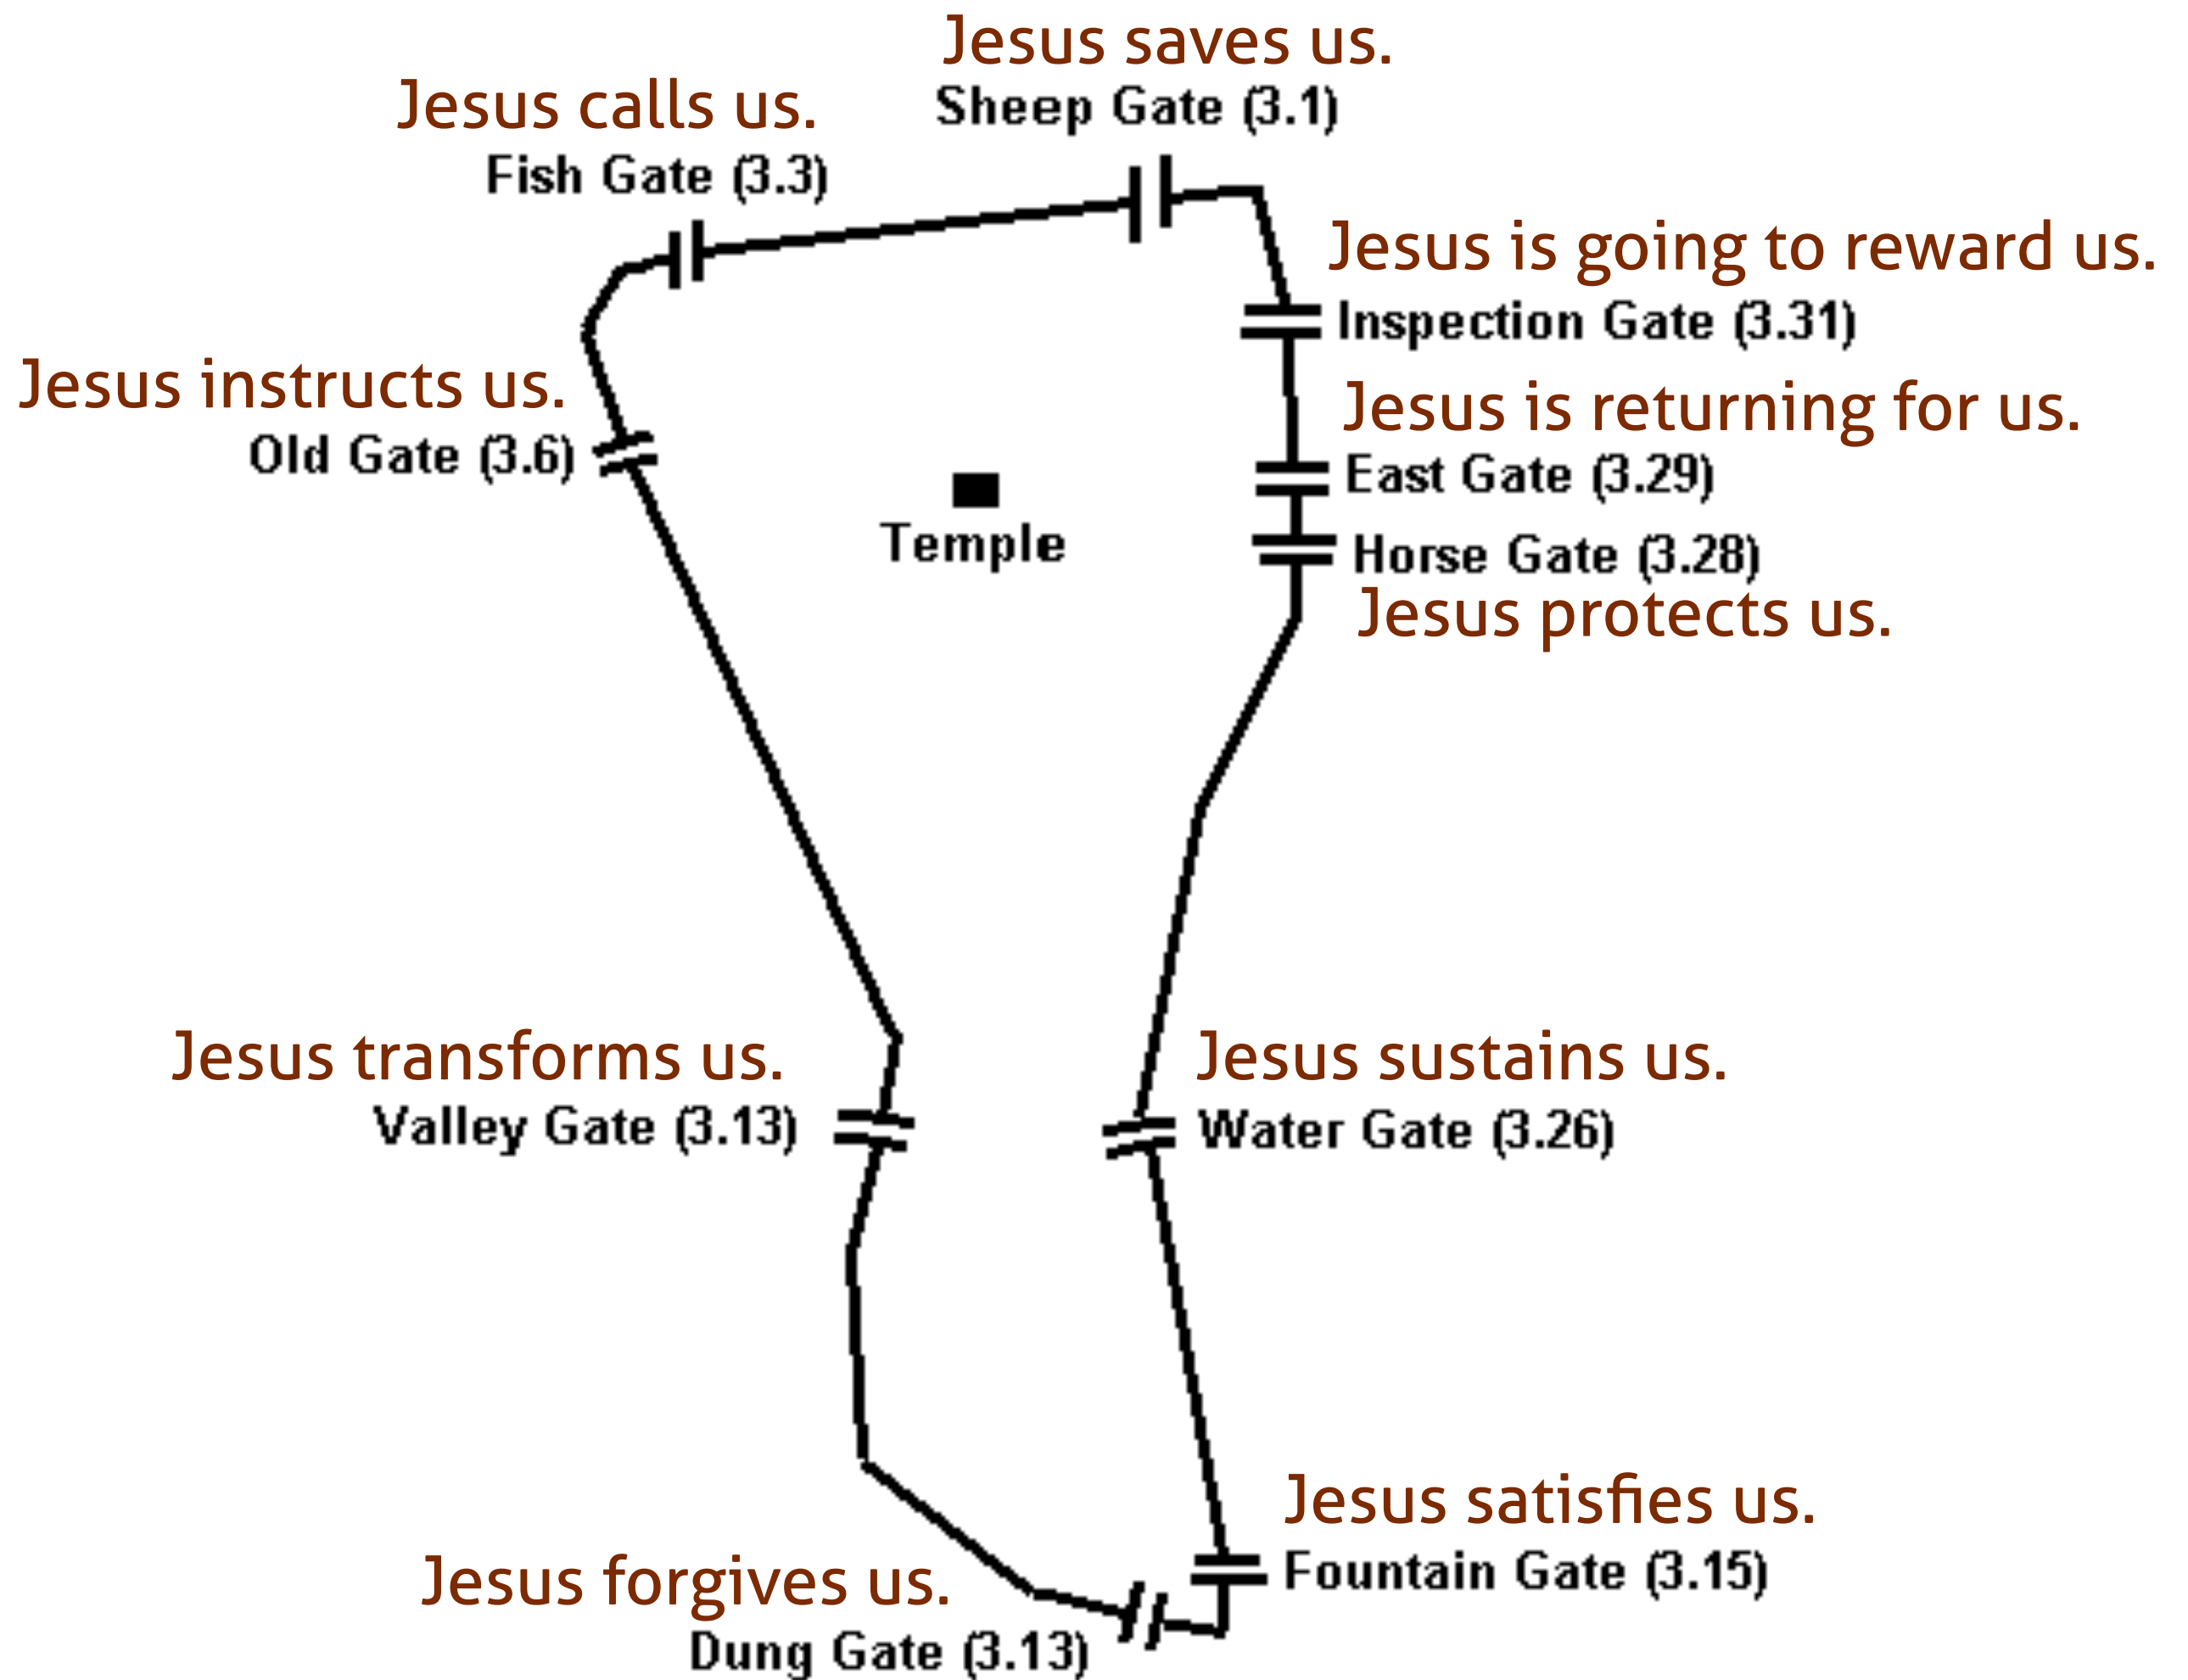 Jesus saves us.
Sheep Gate (3.1)
Jesus calls us.
Fish Gate (3.3)
Jesus is going to reward us.
Inspection Gate (3.31)
Jesus instructs us.
Old Gate (3.6)
Jesus is returning for us.
East Gate (3.29)
Temple
Horse Gate (3.28)
Jesus protects us.
Jesus transforms us.
Valley Gate (3.13)
Jesus sustains us.
Water Gate (3.26)
Jesus satisfies us.
Fountain Gate (3.15)
Jesus forgives us.
Dung Gate (3.13)